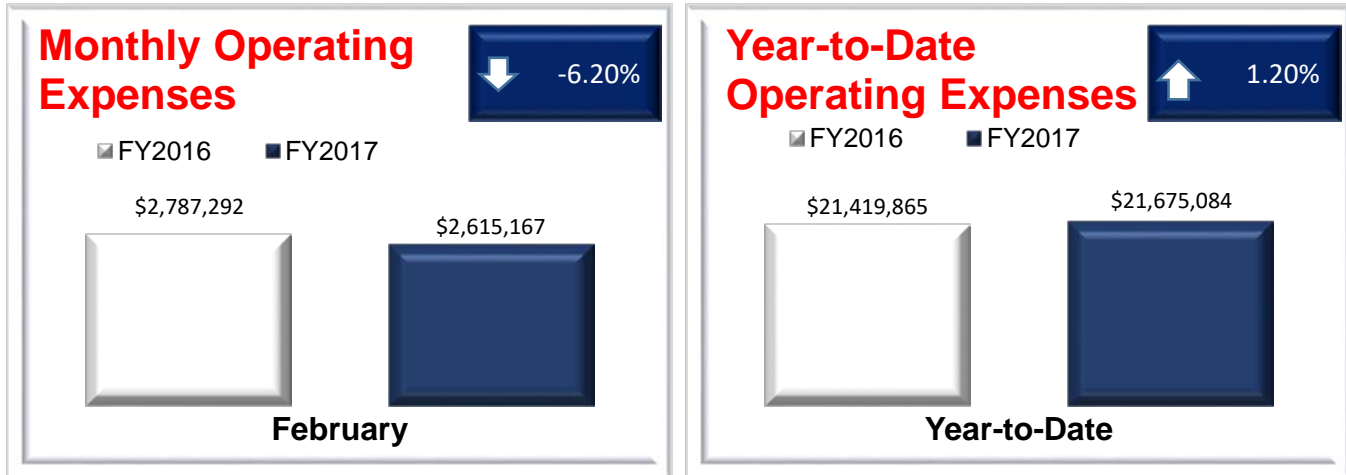 Monthly Operating
Expenses
-6.20%
FY2016 FY2017
$2,787,292
$2,615,167
February
Year-to-Date
Operating Expenses
1.20%
FY2016 FY2017
$21,419,865
$21,675,084
Year-to-Date